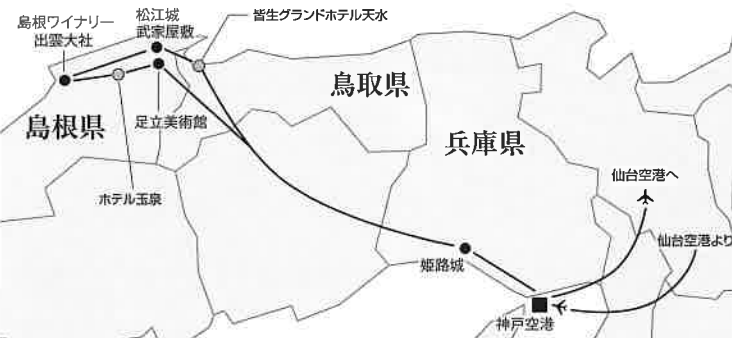 島根ワイナリー
出雲大社
松江城
武家屋敷
皆生グランドホテル天水
鳥取県
島根県
足立美術館
兵庫県
ホテル玉泉
仙台空港へ
仙台空港より
姫路城
神戸空港